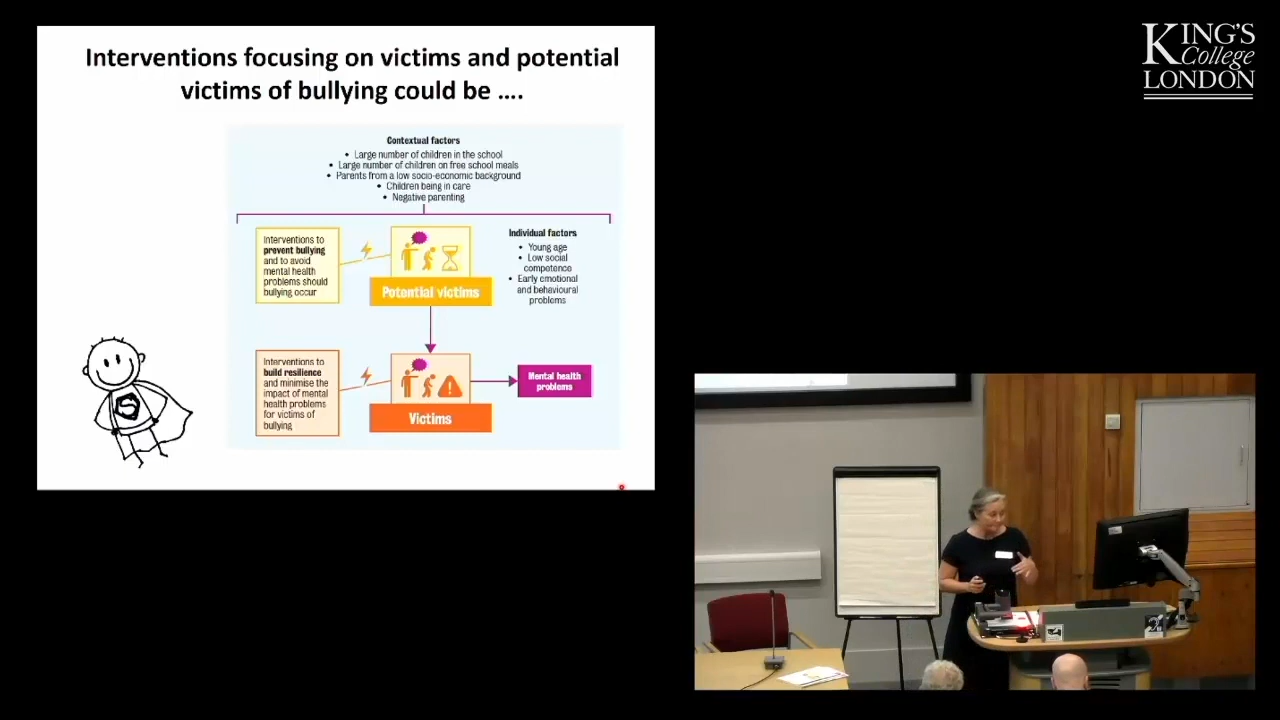 Interventions focusing on victims and potential
victims of bullying could be ....
Contextual factors
• Large number of children in the school
• Large number of children on free school meals
• Parents from a low socio-economic background
• Children being in care
• Negative parenting
Interventions to
prevent bullying
and to avoid
mental health
problems should
bullying occur
Potential victims
Individual factors
• Young age
• Low social
competence
• Early emotional
and behavioural
problems
Interventions to
build resilience
and minimise the
impact of mental
health problems
for victims of
bullying
Victims
Mental health
problems
KING'S
College
LONDON